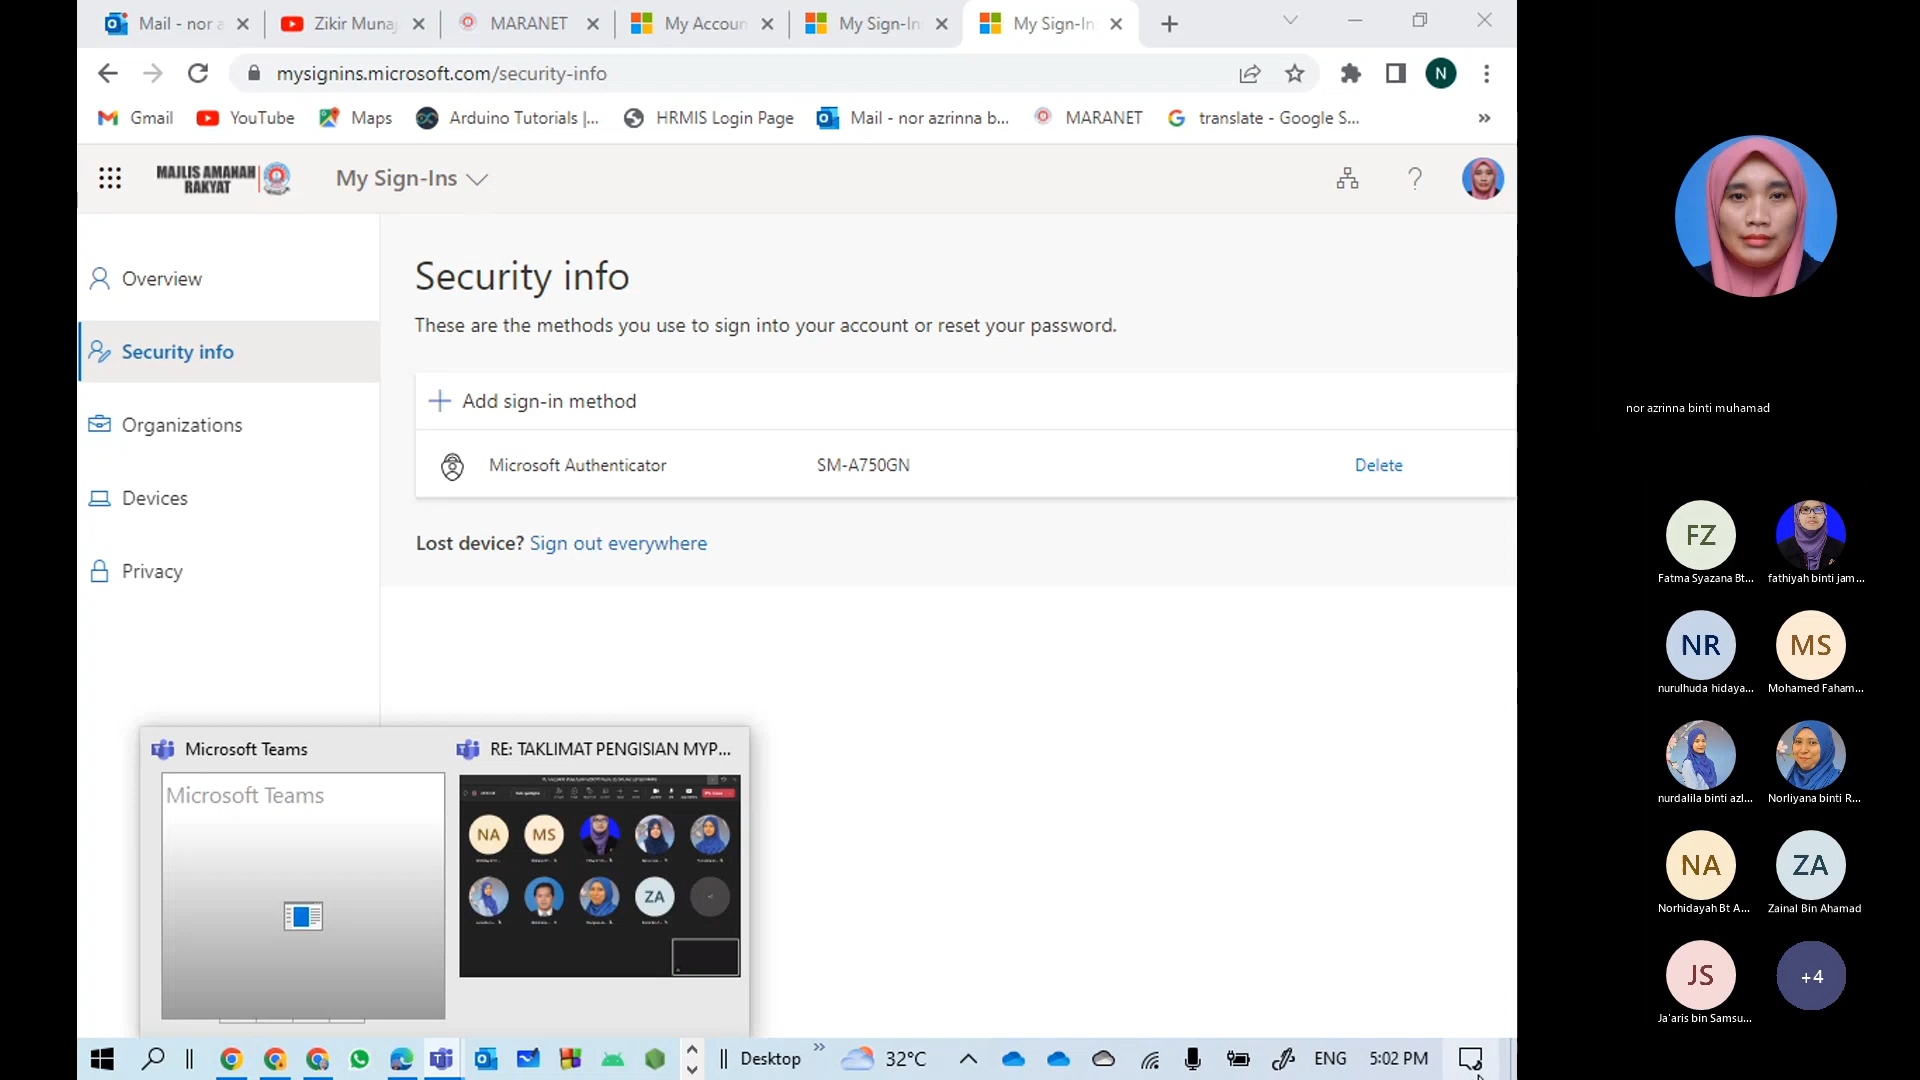 Mail - nor a
Zikir Munaj
MARANET
My Accoun
My Sign-In
My Sign-In
mysignins.microsoft.com/security-info
N
Gmail
YouTube
Maps
Arduino Tutorials |...
HRMIS Login Page
Mail - nor azrinna b...
MARANET
translate - Google S...
MAJLIS AMANAH
RAKYAT
My Sign-Ins
Overview
Security info
Organizations
Devices
Privacy
Security info
These are the methods you use to sign into your account or reset your password.
Add sign-in method
Microsoft Authenticator
SM-A750GN
Delete
Lost device? Sign out everywhere
Microsoft Teams
RE: TAKLIMAT PENGISIAN MYP...
Microsoft Teams
NA
MS
ZA
Desktop
32°C
ENG
5:02 PM
nor azrinna binti muhamad
FZ
Fatma Syazana Bt...
fathiyah binti jam...
NR
nurulhuda hidaya...
MS
Mohamed Faham...
nurdalila binti azl...
Norliyana binti R...
NA
Norhidayah Bt A...
ZA
Zainal Bin Ahamad
JS
Ja'aris bin Samsu...
+4